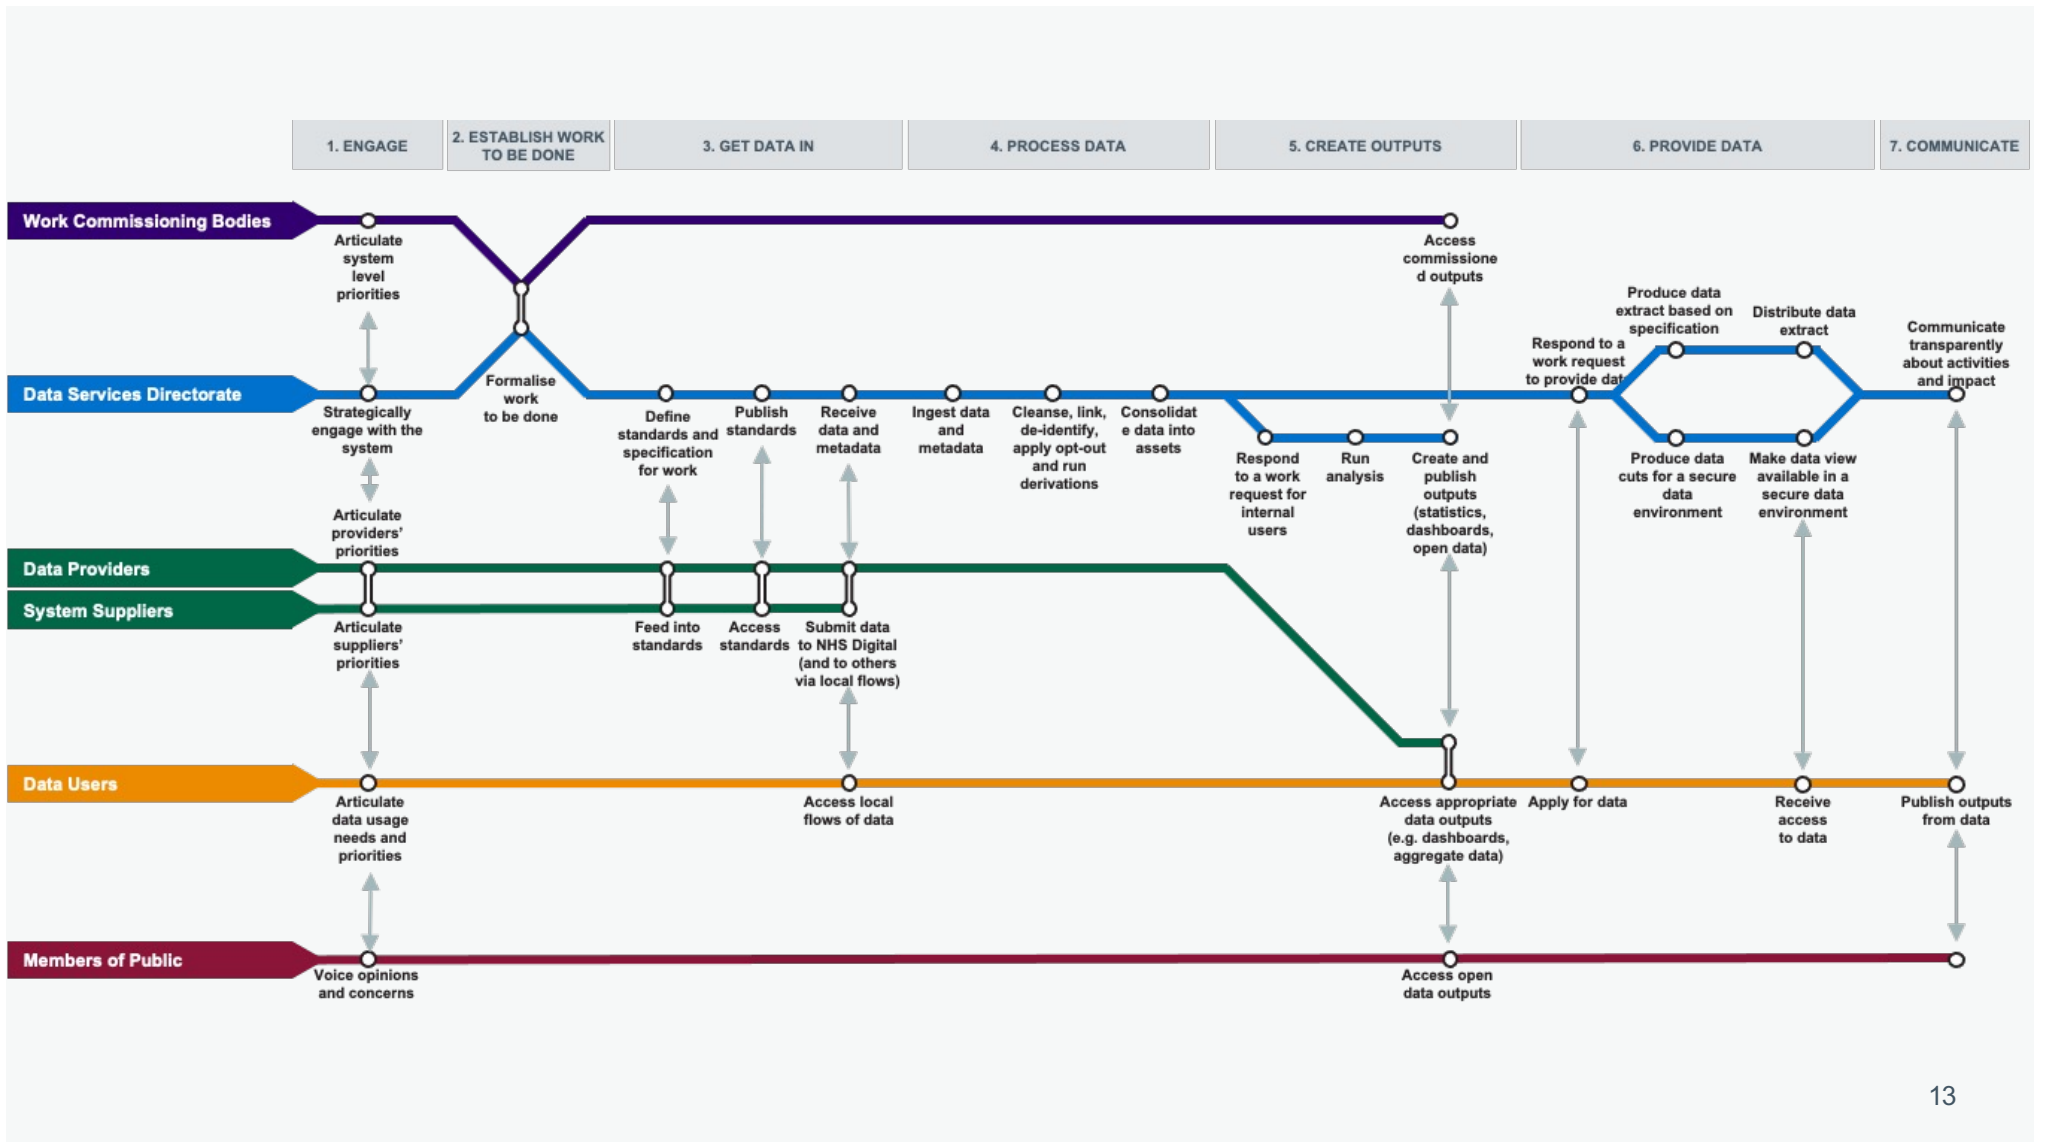 1. ENGAGE
2. ESTABLISH WORK
TO BE DONE
3. GET DATA IN
4. PROCESS DATA
5. CREATE OUTPUTS
6. PROVIDE DATA
7. COMMUNICATE
Work Commissioning Bodies
Articulate
system
level
priorities
Access
commissione
d outputs
Data Services Directorate
Strategically
engage with the
system
Formalise
work
to be done
Define
standards and
specification
for work
Publish
standards
Receive
data and
metadata
Ingest data
and
metadata
Cleanse, link,
de-identify,
apply opt-out
and run
derivations
Consolidat
e data into
assets
Respond
to a work
request for
internal
users
Run
analysis
Create and
publish
outputs
(statistics,
dashboards,
open data)
Respond to a
work request
to provide dat
Produce data
extract based on
specification
Distribute data
extract
Produce data
cuts for a secure
data
environment
Make data view
available in a
secure data
environment
Communicate
transparently
about activities
and impact
Articulate
providers'
priorities
Data Providers
System Suppliers
Articulate
suppliers'
priorities
Feed into
standards
Access
standards
Submit data
to NHS Digital
(and to others
via local flows)
Data Users
Articulate
data usage
needs and
priorities
Access local
flows of data
Access appropriate
data outputs
(e.g. dashboards,
aggregate data)
Apply for data
Receive
access
to data
Publish outputs
from data
Members of Public
Voice opinions
and concerns
Access open
data outputs
13